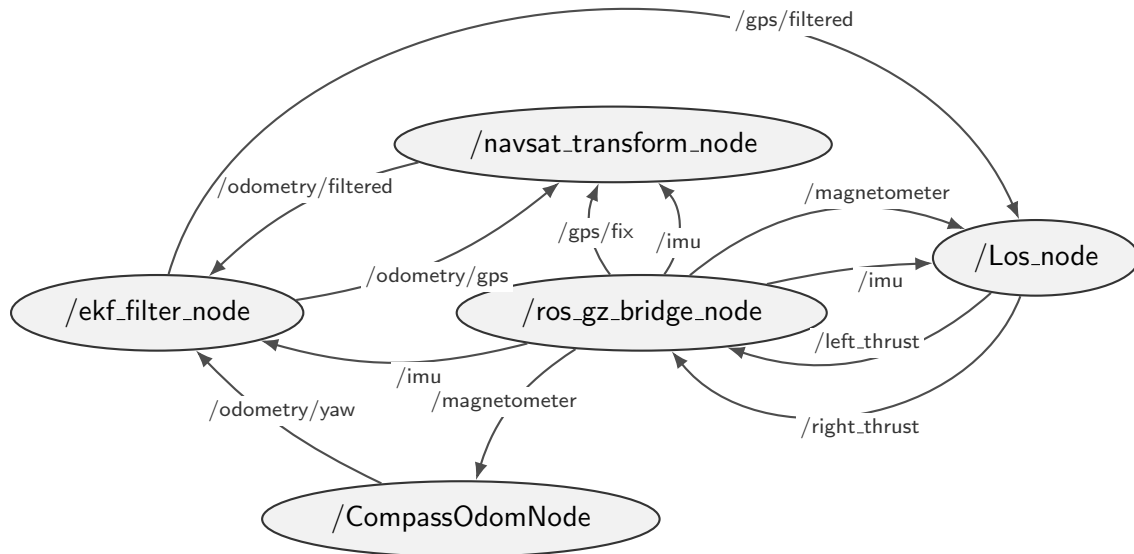 /gps/filtered
/navsat_transform_node
/odometry/filtered
/magnetometer
/gps/fix
/imu
/Los_node
/odometry/gps
/imu
/ekf_filter_node
/ros_gz_bridge_node
/left_thrust
/imu
/magnetometer
/odometry/yaw
/right_thrust
/CompassOdomNode